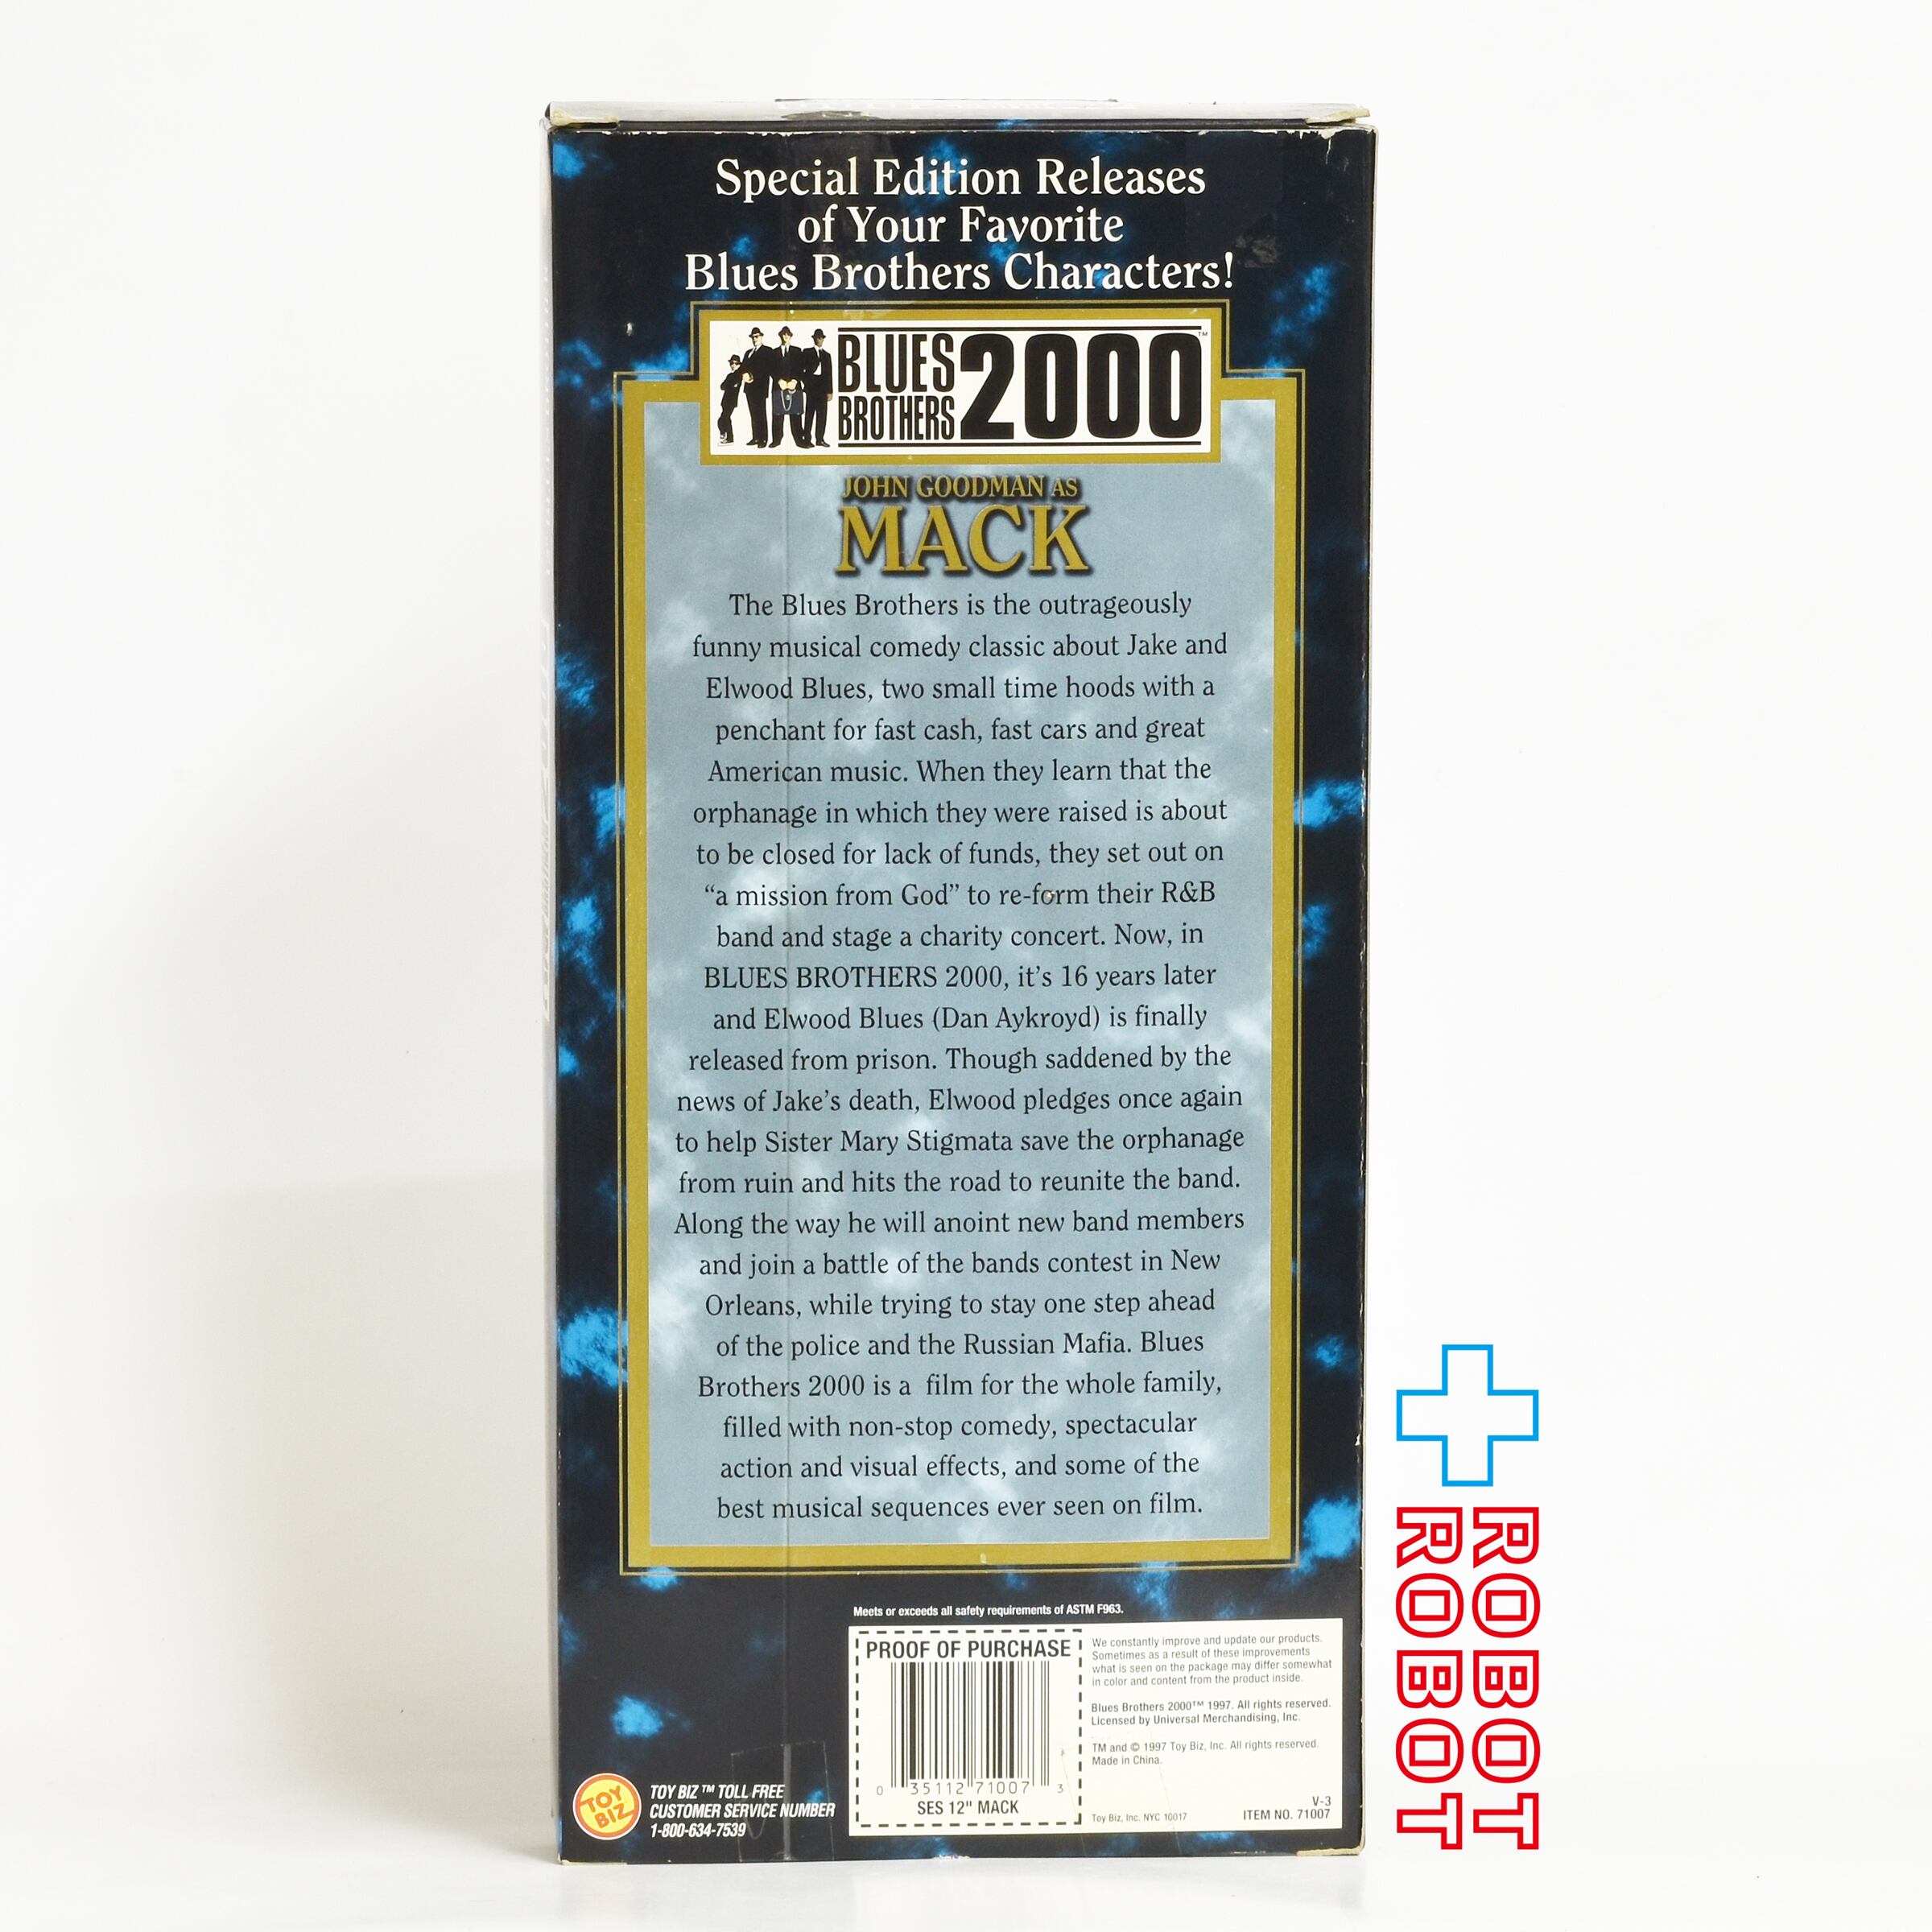 Special Edition Releases
of Your Favorite
Blues Brothers Characters!
BLUES
BROTHERS
2000™
JOHN GOODMAN AS
MACK
The Blues Brothers is the outrageously
funny musical comedy classic about Jake and
Elwood Blues, two small time hoods with a
penchant for fast cash, fast cars and great
American music. When they learn that the
orphanage in which they were raised is about
to be closed for lack of funds, they set out on
“a mission from God” to re-form their R&B
band and stage a charity concert. Now, in
BLUES BROTHERS 2000, it’s 16 years later
and Elwood Blues (Dan Aykroyd) is finally
released from prison. Though saddened by the
news of Jake’s death, Elwood pledges once again
to help Sister Mary Stigmata save the orphanage
from ruin and hits the road to reunite the band.
Along the way he will anoint new band members
and join a battle of the bands contest in New
Orleans, while trying to stay one step ahead
of the police and the Russian Mafia. Blues
Brothers 2000 is a film for the whole family,
filled with non-stop comedy, spectacular
action and visual effects, and some of the
best musical sequences ever seen on film.
Meets or exceeds all safety requirements of ASTM F963.
PROOF OF PURCHASE
0 35112 71007 3
SES 12" MACK
We constantly improve and update our products.
Sometimes as a result of these improvements
what is seen on the package may differ somewhat
in color and content from the product inside.
Blues Brothers 2000™ 1997. All rights reserved.
Licensed by Universal Merchandising, Inc.
TM and © 1997 Toy Biz, Inc. All rights reserved.
Made in China.
Toy Biz, Inc. NYC 10017
V-3
ITEM NO. 71007
TOY BIZ
TOY BIZ™ TOLL FREE
CUSTOMER SERVICE NUMBER
1-800-634-7539
ROBOT
ROBOT